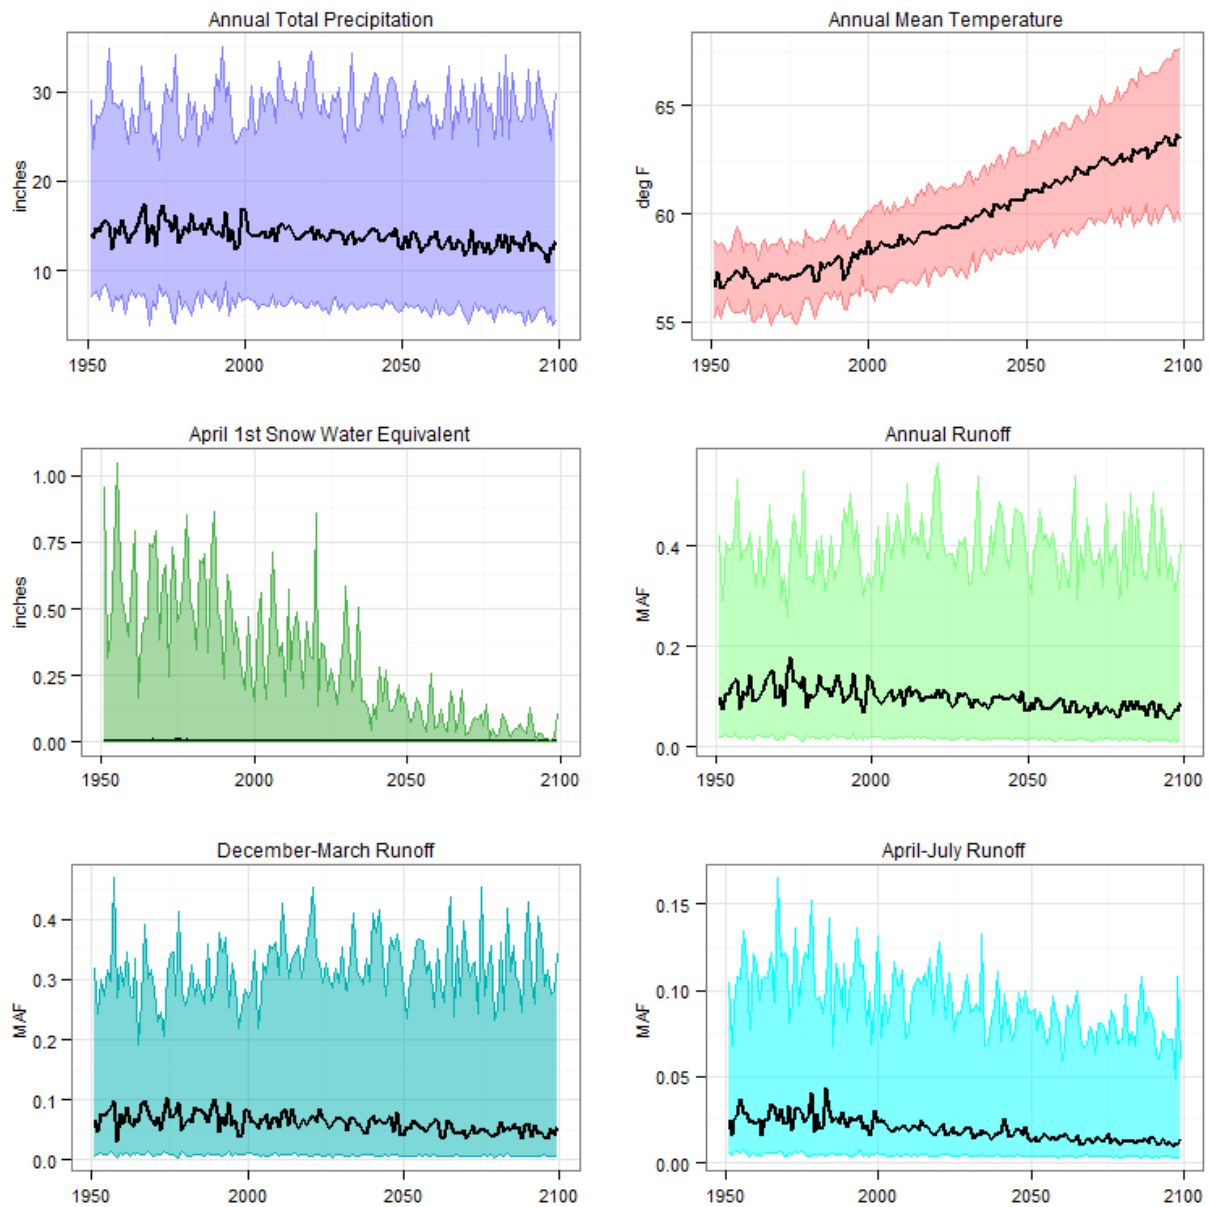 Annual Total Precipitation
inches
30
20
10
1950 2000 2050 2100
Annual Mean Temperature
deg F
65
60
55
1950 2000 2050 2100
April 1st Snow Water Equivalent
inches
1.00
0.75
0.50
0.25
0.00
1950 2000 2050 2100
Annual Runoff
MAF
0.4
0.2
0.0
1950 2000 2050 2100
December-March Runoff
MAF
0.4
0.3
0.2
0.1
0.0
1950 2000 2050 2100
April-July Runoff
MAF
0.15
0.10
0.05
0.00
1950 2000 2050 2100